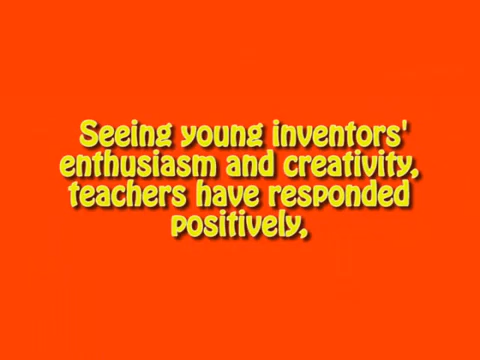 Seeing young inventors'
enthusiasm and creativity,
teachers have responded
positively,